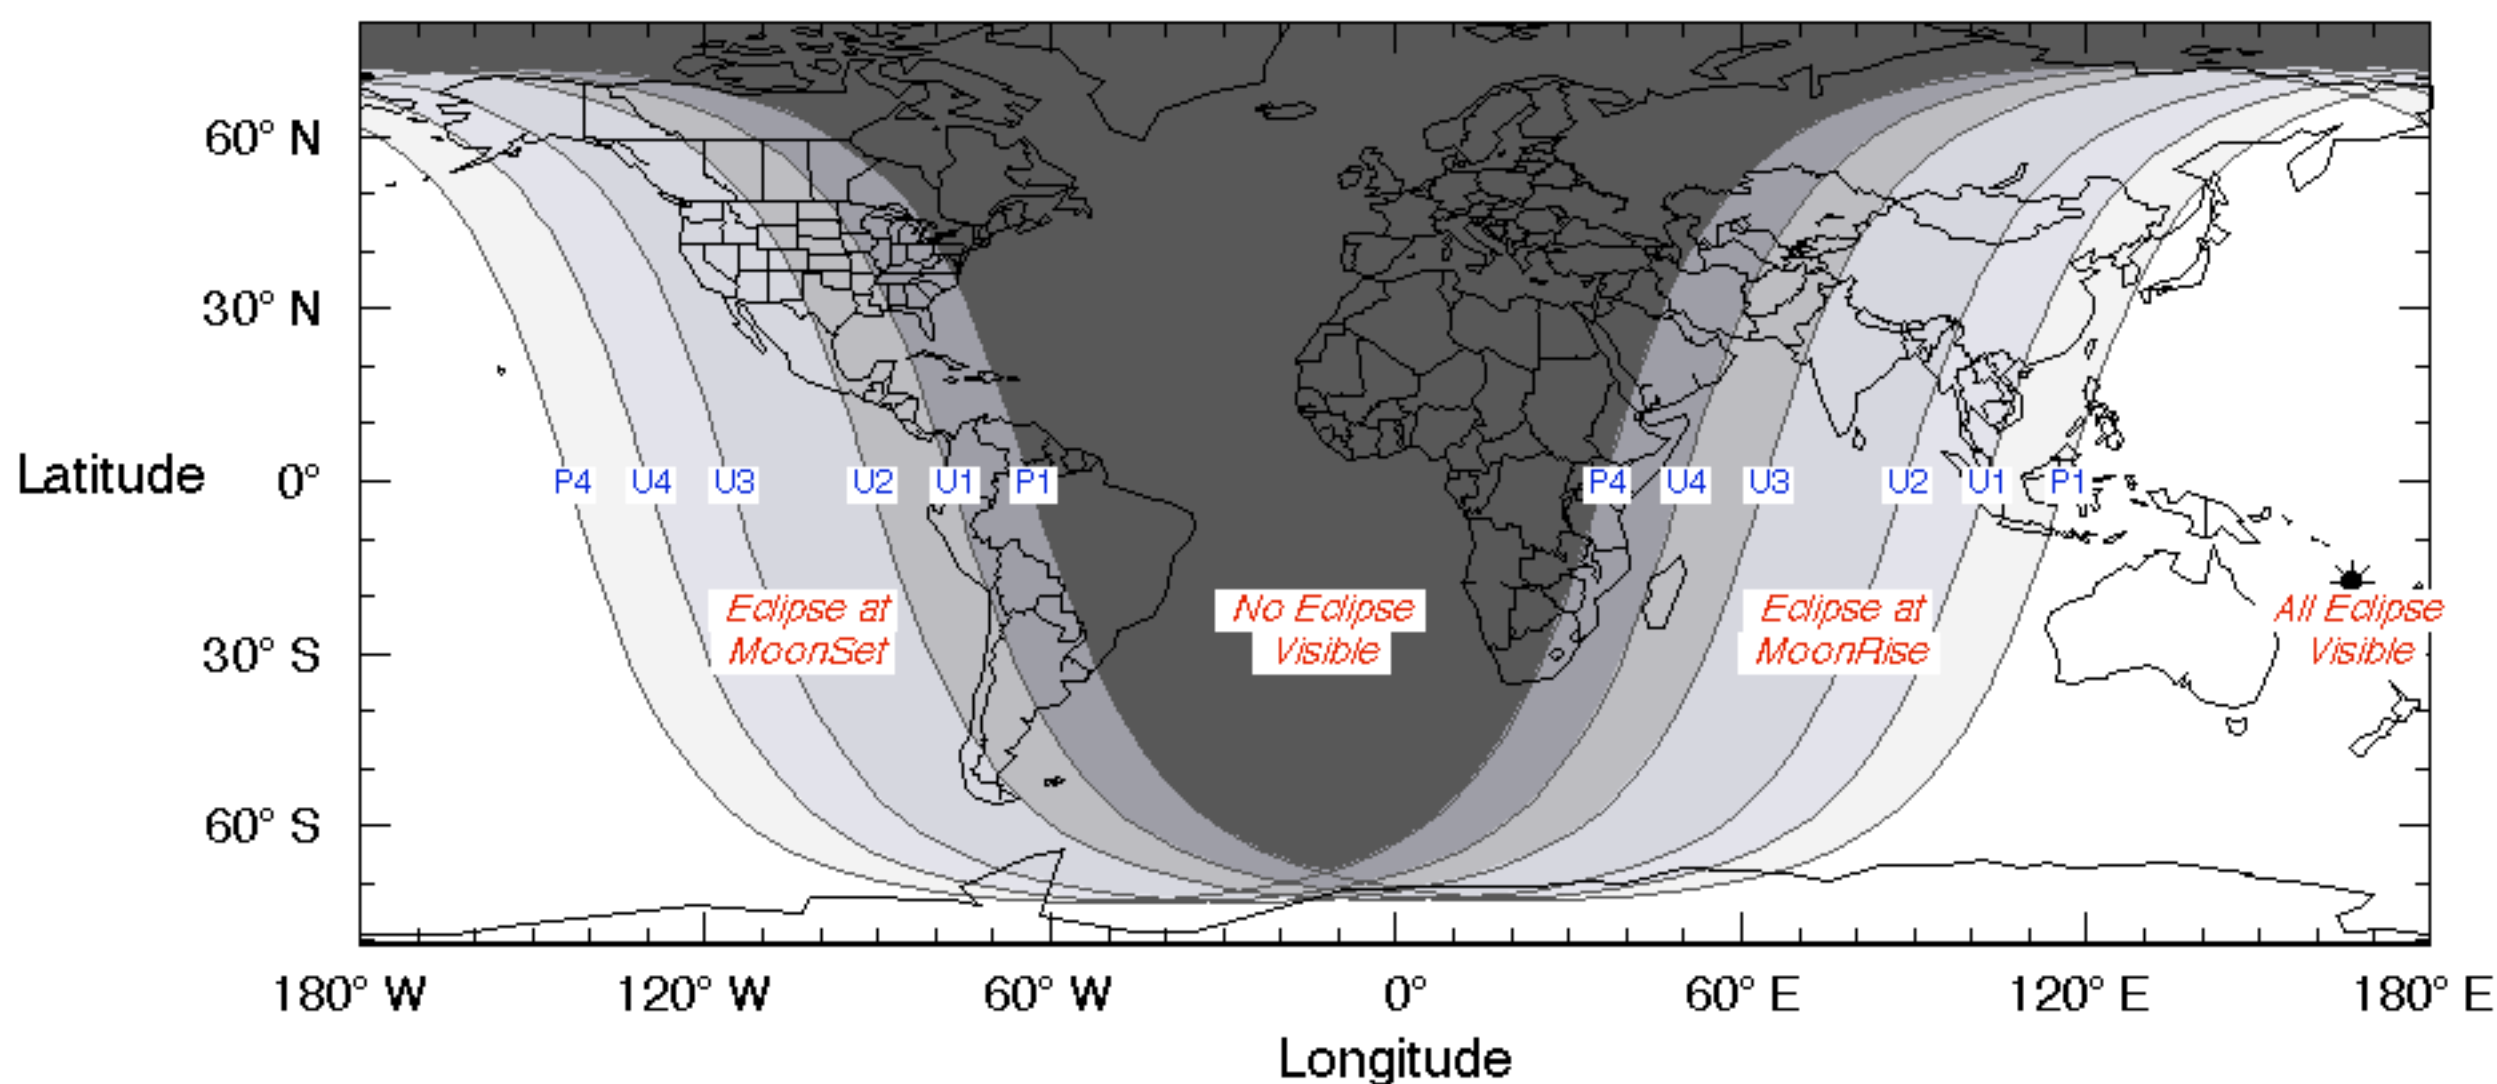 60° N
30° N
Latitude 0°
P4 U4 U3 U2 U1 P1 P4 U4 U3 U2 U1 P1
Eclipse at
MoonSet
No Eclipse
Visible
Eclipse at
MoonRise
All Eclipse
Visible
30° S
60° S
180° W 120° W 60° W 0° 60° E 120° E 180° E
Longitude